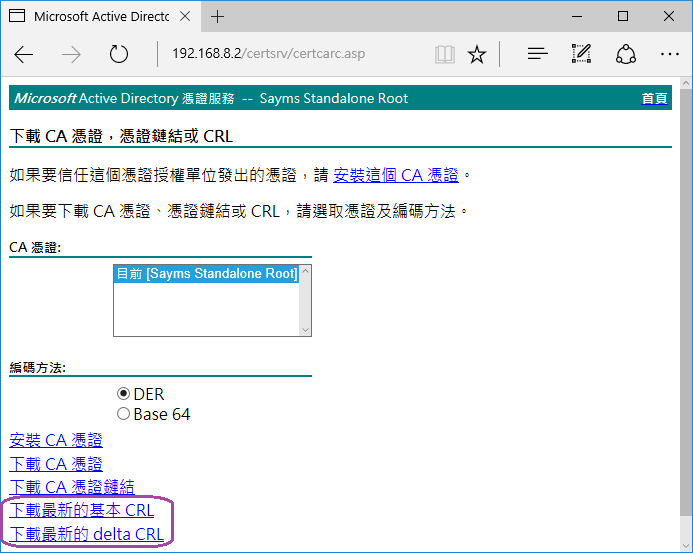 Microsoft Active Directo
192.168.8.2/certsrv/certcarc.asp
Microsoft Active Directory 憑證服務 -- Sayms Standalone Root 首頁
下載 CA 憑證，憑證鏈結或 CRL
如果要信任這個憑證授權單位發出的憑證，請 安裝這個 CA 憑證。
如果要下載 CA 憑證、憑證鏈結或 CRL，請選取憑證及編碼方法。
CA 憑證:
目前 [Sayms Standalone Root]
編碼方法:
DER
Base 64
安裝 CA 憑證
下載 CA 憑證
下載 CA 憑證鏈結
下載最新的基本 CRL
下載最新的 delta CRL